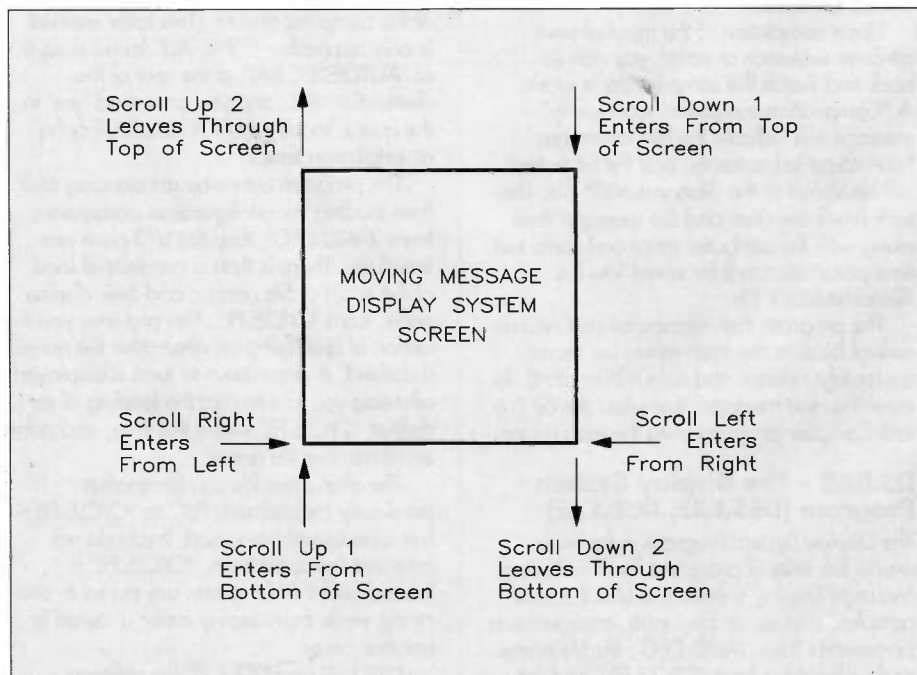 Scroll Up 2
Leaves Through
Top of Screen
Scroll Down 1
Enters From Top
of Screen
MOVING MESSAGE
DISPLAY SYSTEM
SCREEN
Scroll Right
Enters
From Left
Scroll Left
Enters
From Right
Scroll Up 1
Enters From
Bottom of Screen
Scroll Down 2
Leaves Through
Bottom of Screen